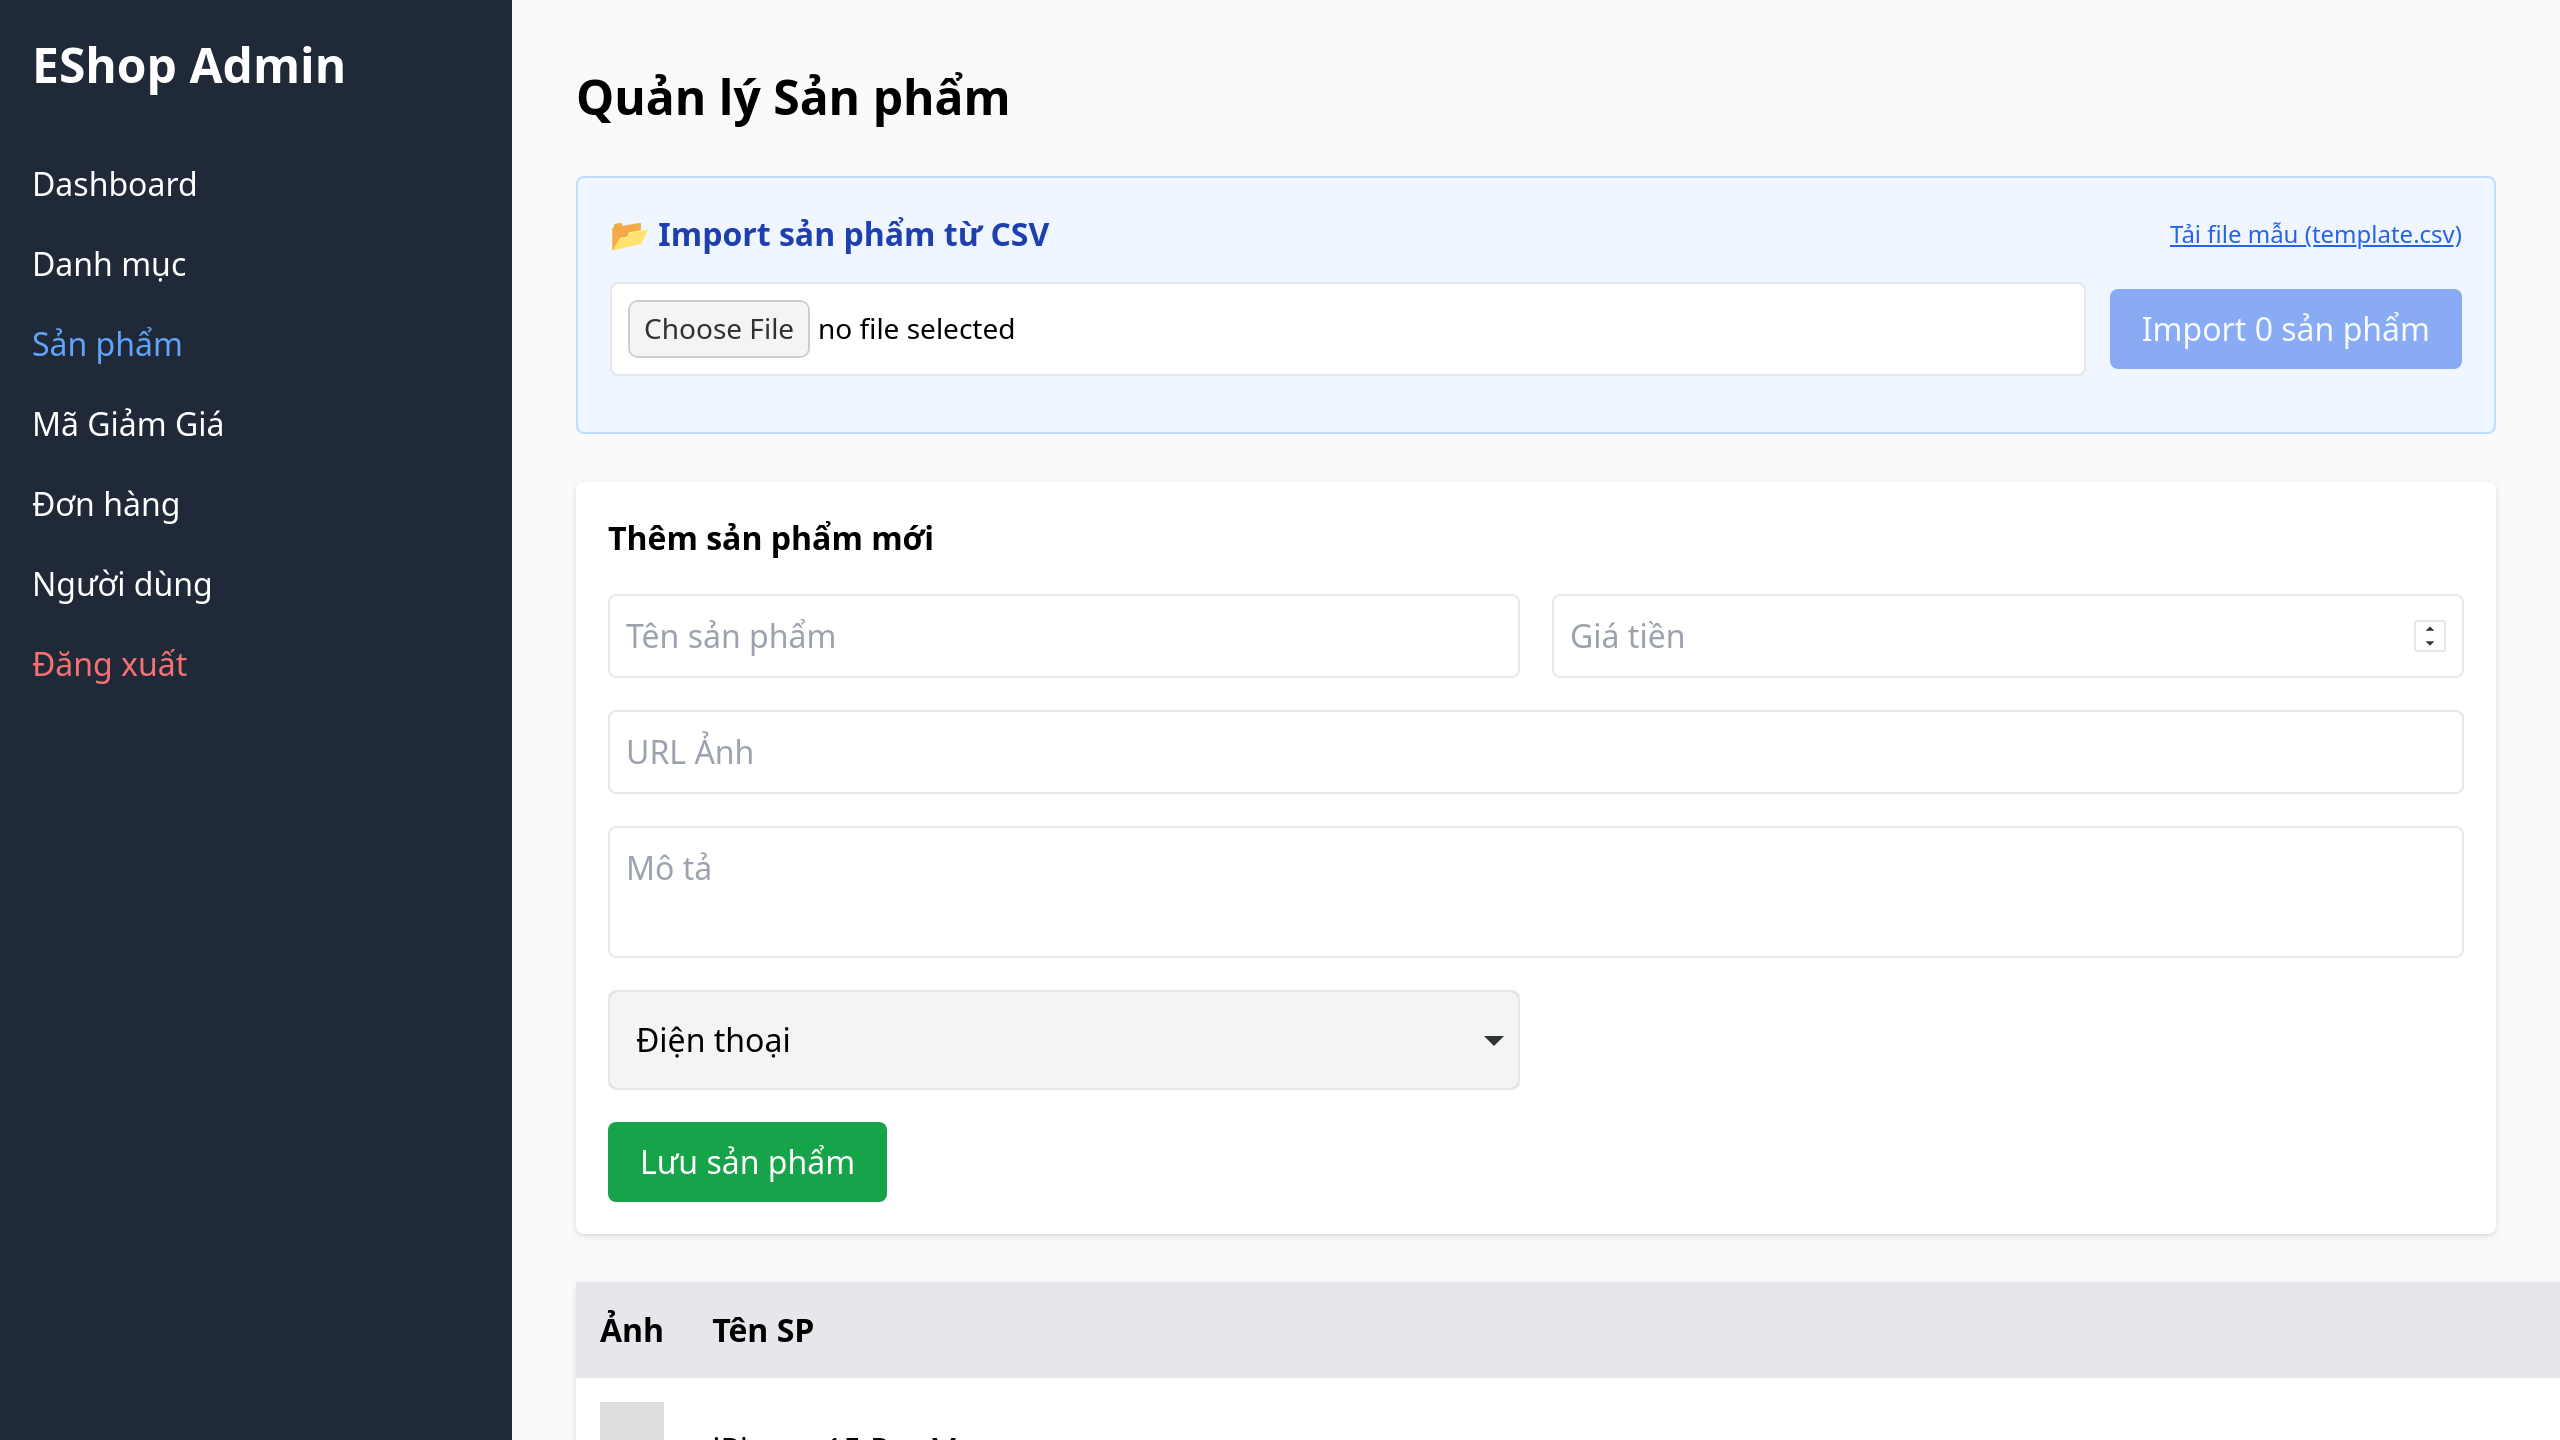 EShop Admin
Dashboard
Danh mục
Sản phẩm
Mã Giảm Giá
Đơn hàng
Người dùng
Đăng xuất
Quản lý Sản phẩm
📂 Import sản phẩm từ CSV
Tải file mẫu (template.csv)
Choose File no file selected
Import 0 sản phẩm
Thêm sản phẩm mới
Tên sản phẩm
Giá tiền
URL Ảnh
Mô tả
Điện thoại
Lưu sản phẩm
Ảnh Tên SP